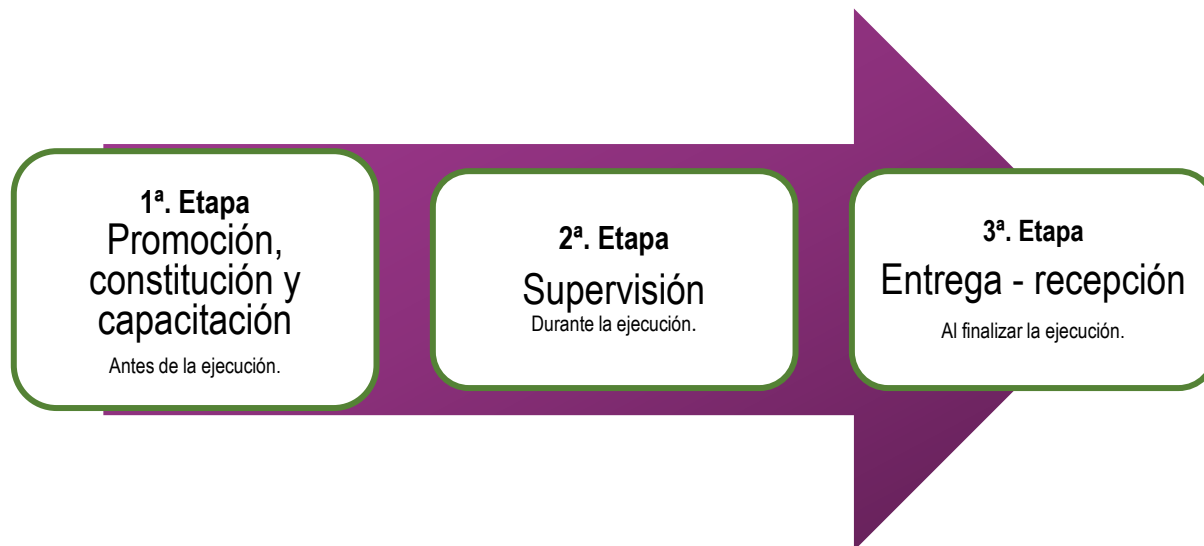 1ª. Etapa
Promoción,
constitución y
capacitación
Antes de la ejecución.
2ª. Etapa
Supervisión
Durante la ejecución.
3ª. Etapa
Entrega - recepción
Al finalizar la ejecución.